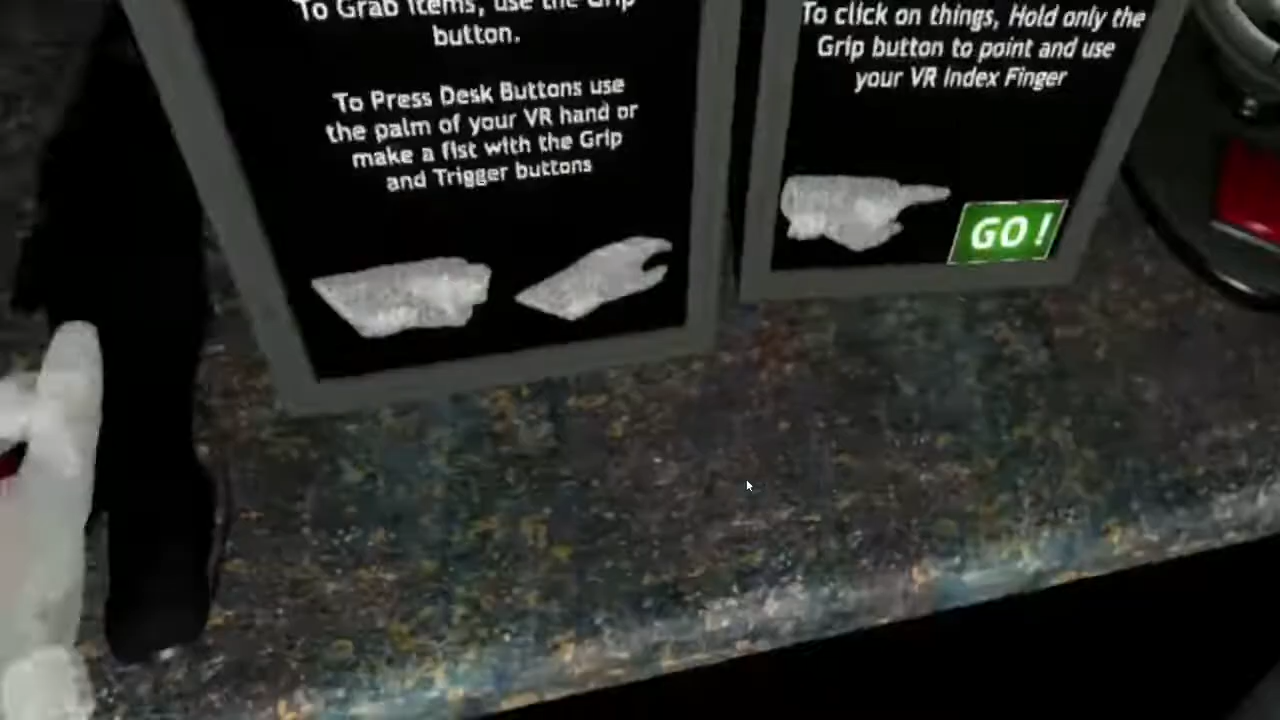 To Grab Items, use the Grip
button.
To Press Desk Buttons use
the palm of your VR hand or
make a fist with the Grip
and Trigger buttons
To click on things, Hold only the
Grip button to point and use
your VR Index Finger
GO!